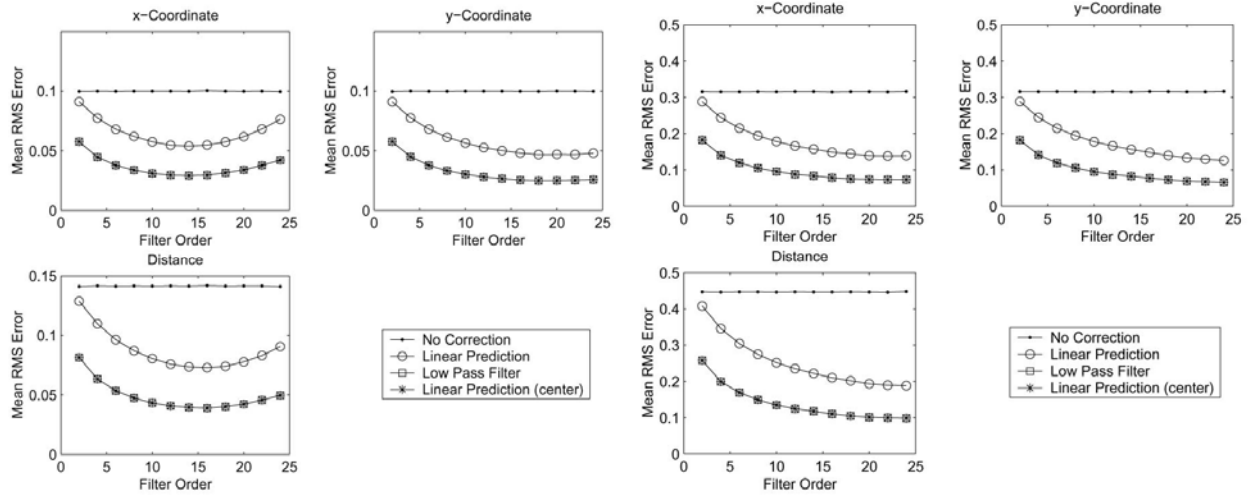 x-Coordinate
Mean RMS Error
0.1
0.05
0
0 5 10 15 20 25
Filter Order
y-Coordinate
Mean RMS Error
0.1
0.05
0
0 5 10 15 20 25
Filter Order
Distance
Mean RMS Error
0.15
0.1
0.05
0
0 5 10 15 20 25
Filter Order
No Correction
Linear Prediction
Low Pass Filter
Linear Prediction (center)
x-Coordinate
Mean RMS Error
0.5
0.4
0.3
0.2
0.1
0
0 5 10 15 20 25
Filter Order
y-Coordinate
Mean RMS Error
0.5
0.4
0.3
0.2
0.1
0
0 5 10 15 20 25
Filter Order
Distance
Mean RMS Error
0.5
0.4
0.3
0.2
0.1
0
0 5 10 15 20 25
Filter Order
No Correction
Linear Prediction
Low Pass Filter
Linear Prediction (center)